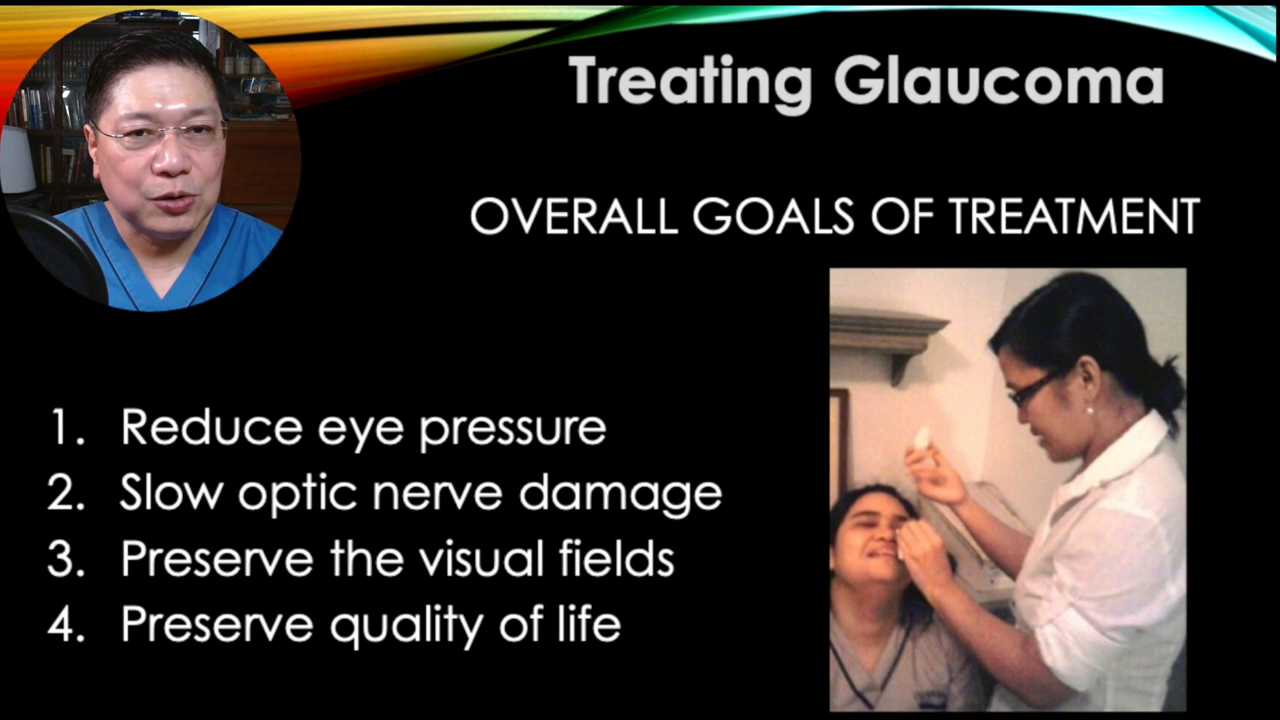 Treating Glaucoma
OVERALL GOALS OF TREATMENT
1. Reduce eye pressure
2. Slow optic nerve damage
3. Preserve the visual fields
4. Preserve quality of life